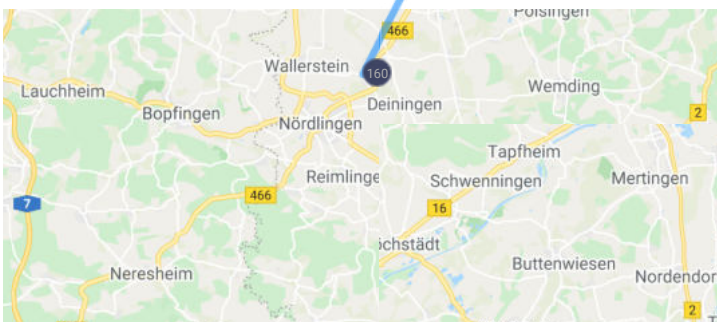 Polsingen
466
Wallerstein
160
Wemding
Lauchheim
Deiningen
Bopfingen
2
Nördlingen
Tapfheim
Reimlinge
Schwenningen
Mertingen
466
7
16
öchstädt
Buttenwiesen
Neresheim
Nordendor
2
T